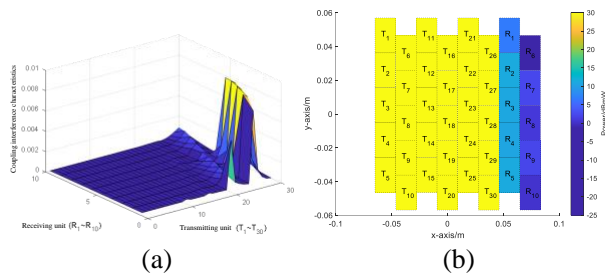 0.01
0.008
0.006
0.004
0.002
0
10
5
0
0
10
20
30
Coupling interference characteristics
Receiving unit (R1~R10)
Transmitting unit (T1~T30)
(a)
0.06
0.04
0.02
0
-0.02
-0.04
-0.06
y-axis/m
T1 T11 T21 R1
T6 T16 T26 R6
T2 T12 T22 R2
T7 T17 T27 R7
T3 T13 T23 R3
T8 T18 T28 R8
T4 T14 T24 R4
T9 T19 T29 R9
T5 T15 T25 R5
T10 T20 T30 R10
-0.1 -0.05 0 0.05 0.1
x-axis/m
30
25
20
15
10
5
0
-5
-10
-15
-20
-25
(b)